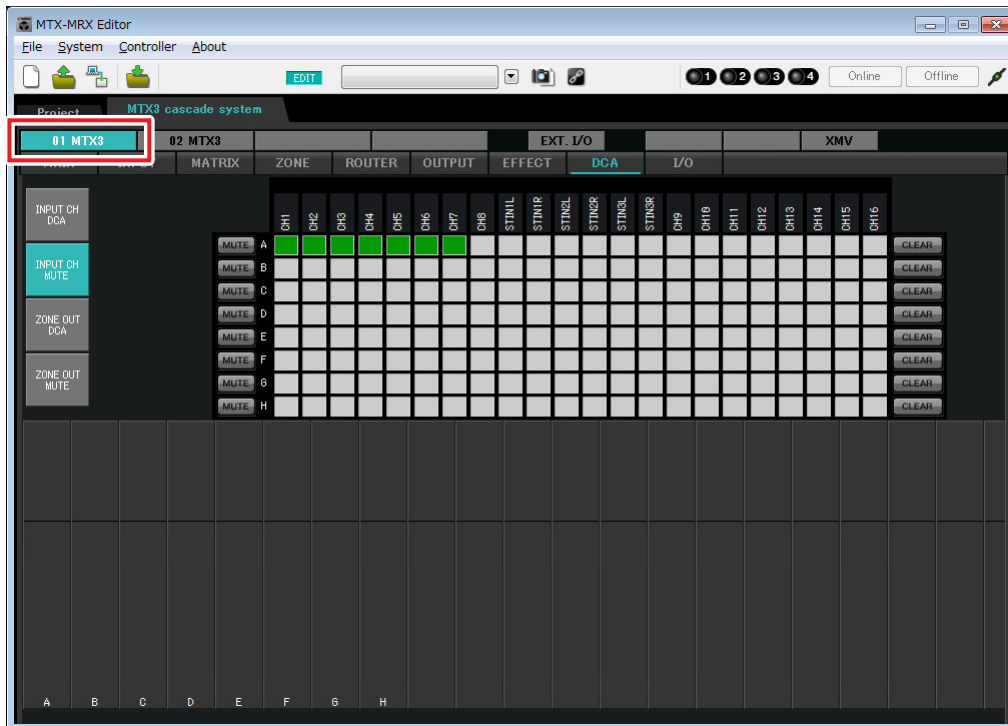 MTX-MRX Editor
File System Controller About
EDIT 1 2 3 4 Online Offline
Project MTX3 cascade system
01 MTX3 02 MTX3 EXT. I/O XMV
MATRIX ZONE ROUTER OUTPUT EFFECT DCA I/O
INPUT CH DCA
INPUT CH MUTE
ZONE OUT DCA
ZONE OUT MUTE
CH1 CH2 CH3 CH4 CH5 CH6 CH7 CH8 STIN1L STIN1R STIN2L STIN2R STIN3L STIN3R CH9 CH10 CH11 CH12 CH13 CH14 CH15 CH16
MUTE A CLEAR
MUTE B CLEAR
MUTE C CLEAR
MUTE D CLEAR
MUTE E CLEAR
MUTE F CLEAR
MUTE G CLEAR
MUTE H CLEAR
A B C D E F G H